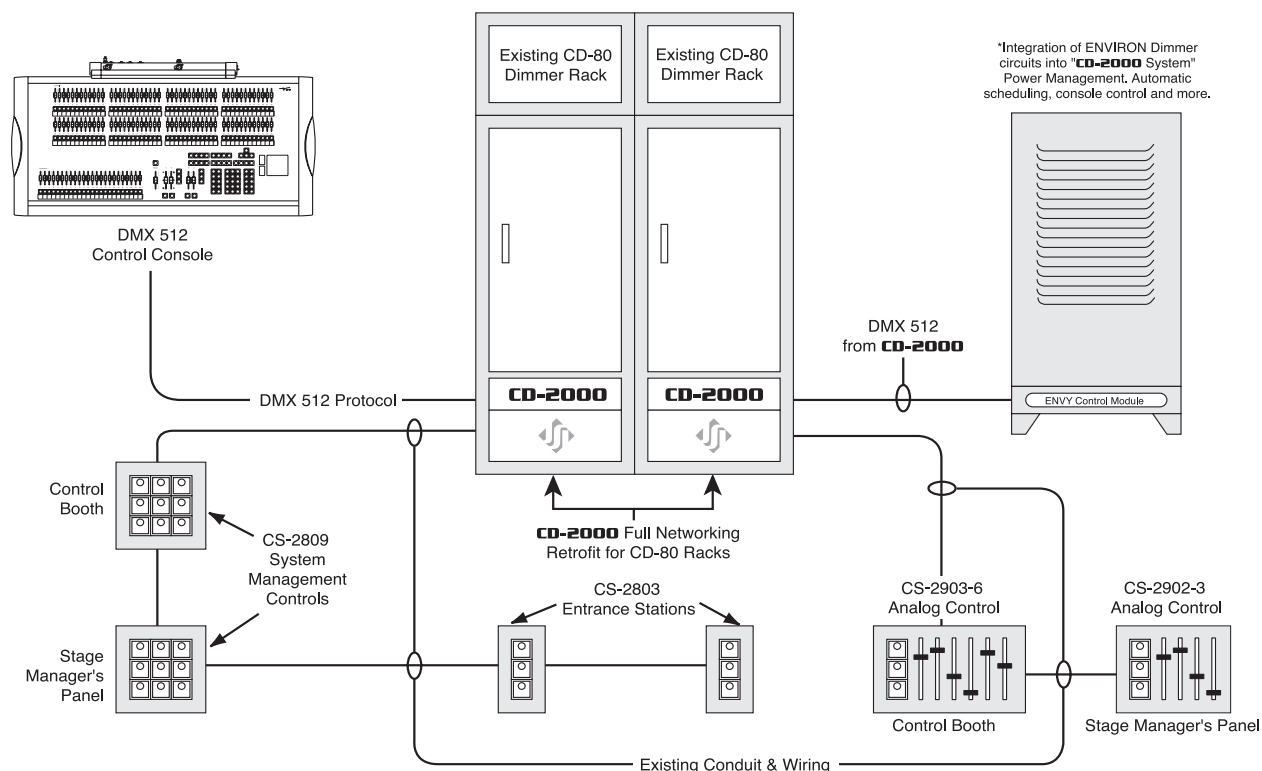 Existing CD-80
Dimmer Rack
Existing CD-80
Dimmer Rack
*Integration of ENVIRON Dimmer
circuits into "CD-2000 System"
Power Management. Automatic
scheduling, console control and more.
DMX 512
Control Console
DMX 512
from CD-2000
DMX 512 Protocol
CD-2000
CD-2000
ENVY Control Module
Control
Booth
CS-2809
System
Management
Controls
CD-2000 Full Networking
Retrofit for CD-80 Racks
CS-2803
Entrance Stations
CS-2903-6
Analog Control
CS-2902-3
Analog Control
Stage
Manager's
Panel
Control Booth
Stage Manager's Panel
Existing Conduit & Wiring